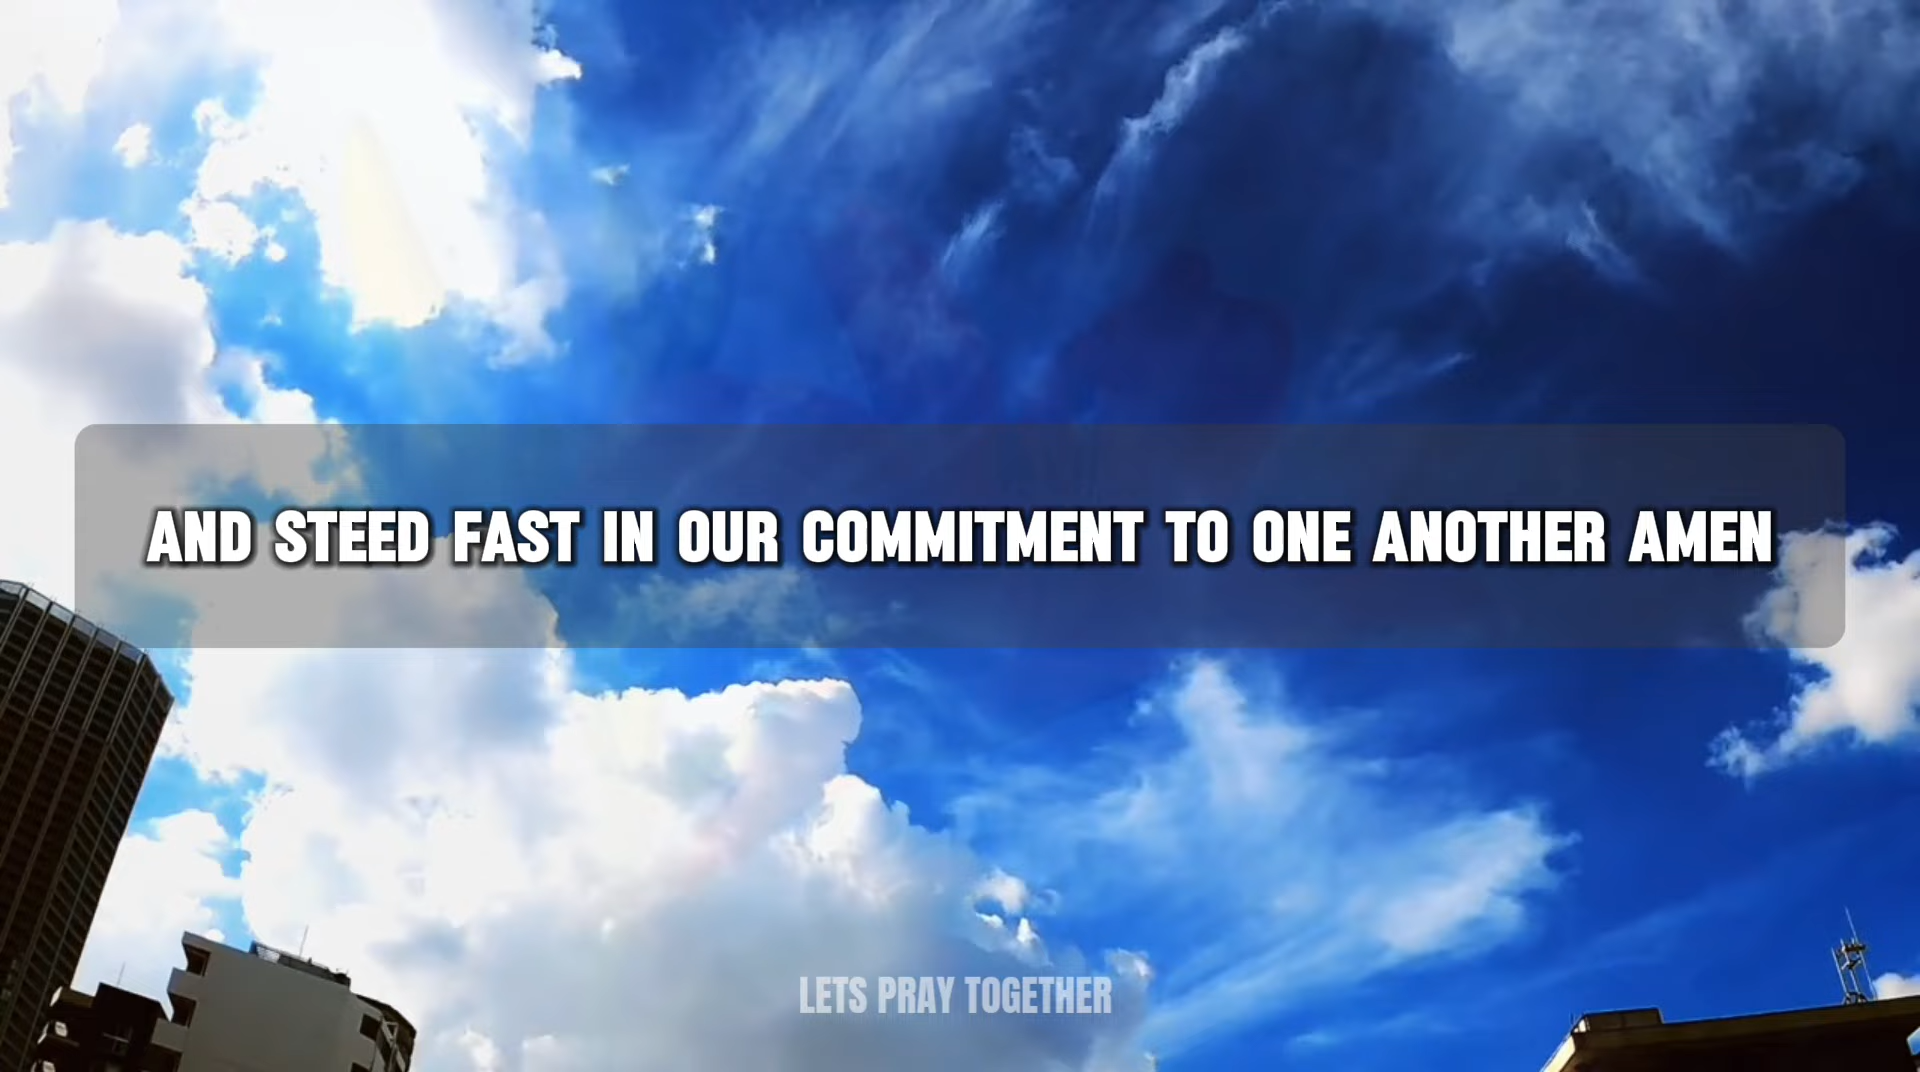 AND STEED FAST IN OUR COMMITMENT TO ONE ANOTHER AMEN
LETS PRAY TOGETHER